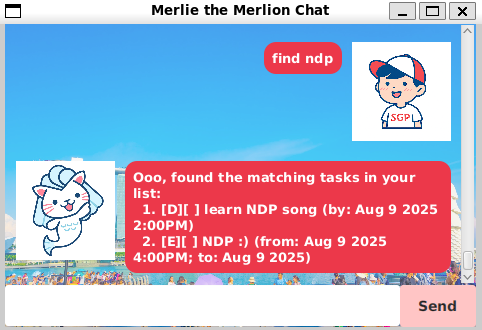 Merlie the Merlion Chat
find ndp
SGP
Ooo, found the matching tasks in your
list:
1. [D][ ] learn NDP song (by: Aug 9 2025
2:00PM)
2. [E][ ] NDP :) (from: Aug 9 2025
4:00PM; to: Aug 9 2025)
Send